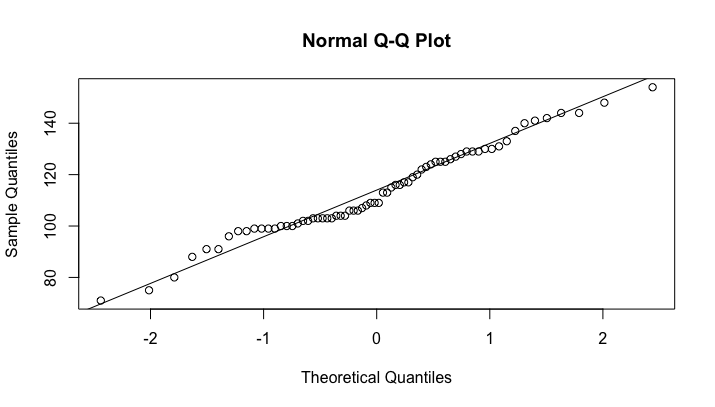 Normal Q-Q Plot
Sample Quantiles
140
120
100
80
-2 -1 0 1 2
Theoretical Quantiles